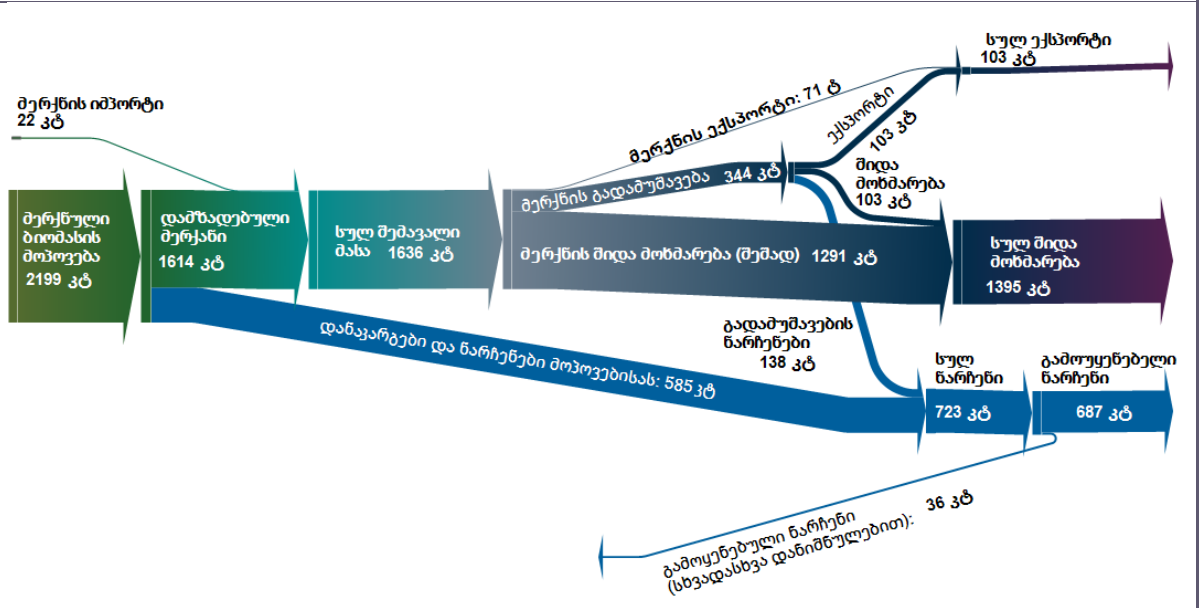 სულ ექსპორტი
103 კტ
მერქნის იმპორტი
22 კტ
მერქნის ექსპორტი: 71 ტ
ექსპორტი
103 კტ
მერქნის გადამუშავება 344 კტ
შიდა
მოხმარება
103 კტ
მერქნული
ბიომასის
მოპოვება
2199 კტ
დამზადებული
მერქანი
1614 კტ
სულ შემავალი
მასა 1636 კტ
მერქნის შიდა მოხმარება (შემად) 1291 კტ
სულ შიდა
მოხმარება
1395 კტ
დანაკარგები და ნარჩენები მოპოვებისას: 585 კტ
გადამუშავების
ნარჩენები
138 კტ
სულ
ნარჩენი
723 კტ
გამოუყენებელი
ნარჩენი
687 კტ
გამოყენებული ნარჩენი
(სხვადასხვა დანიშნულებით): 36 კტ